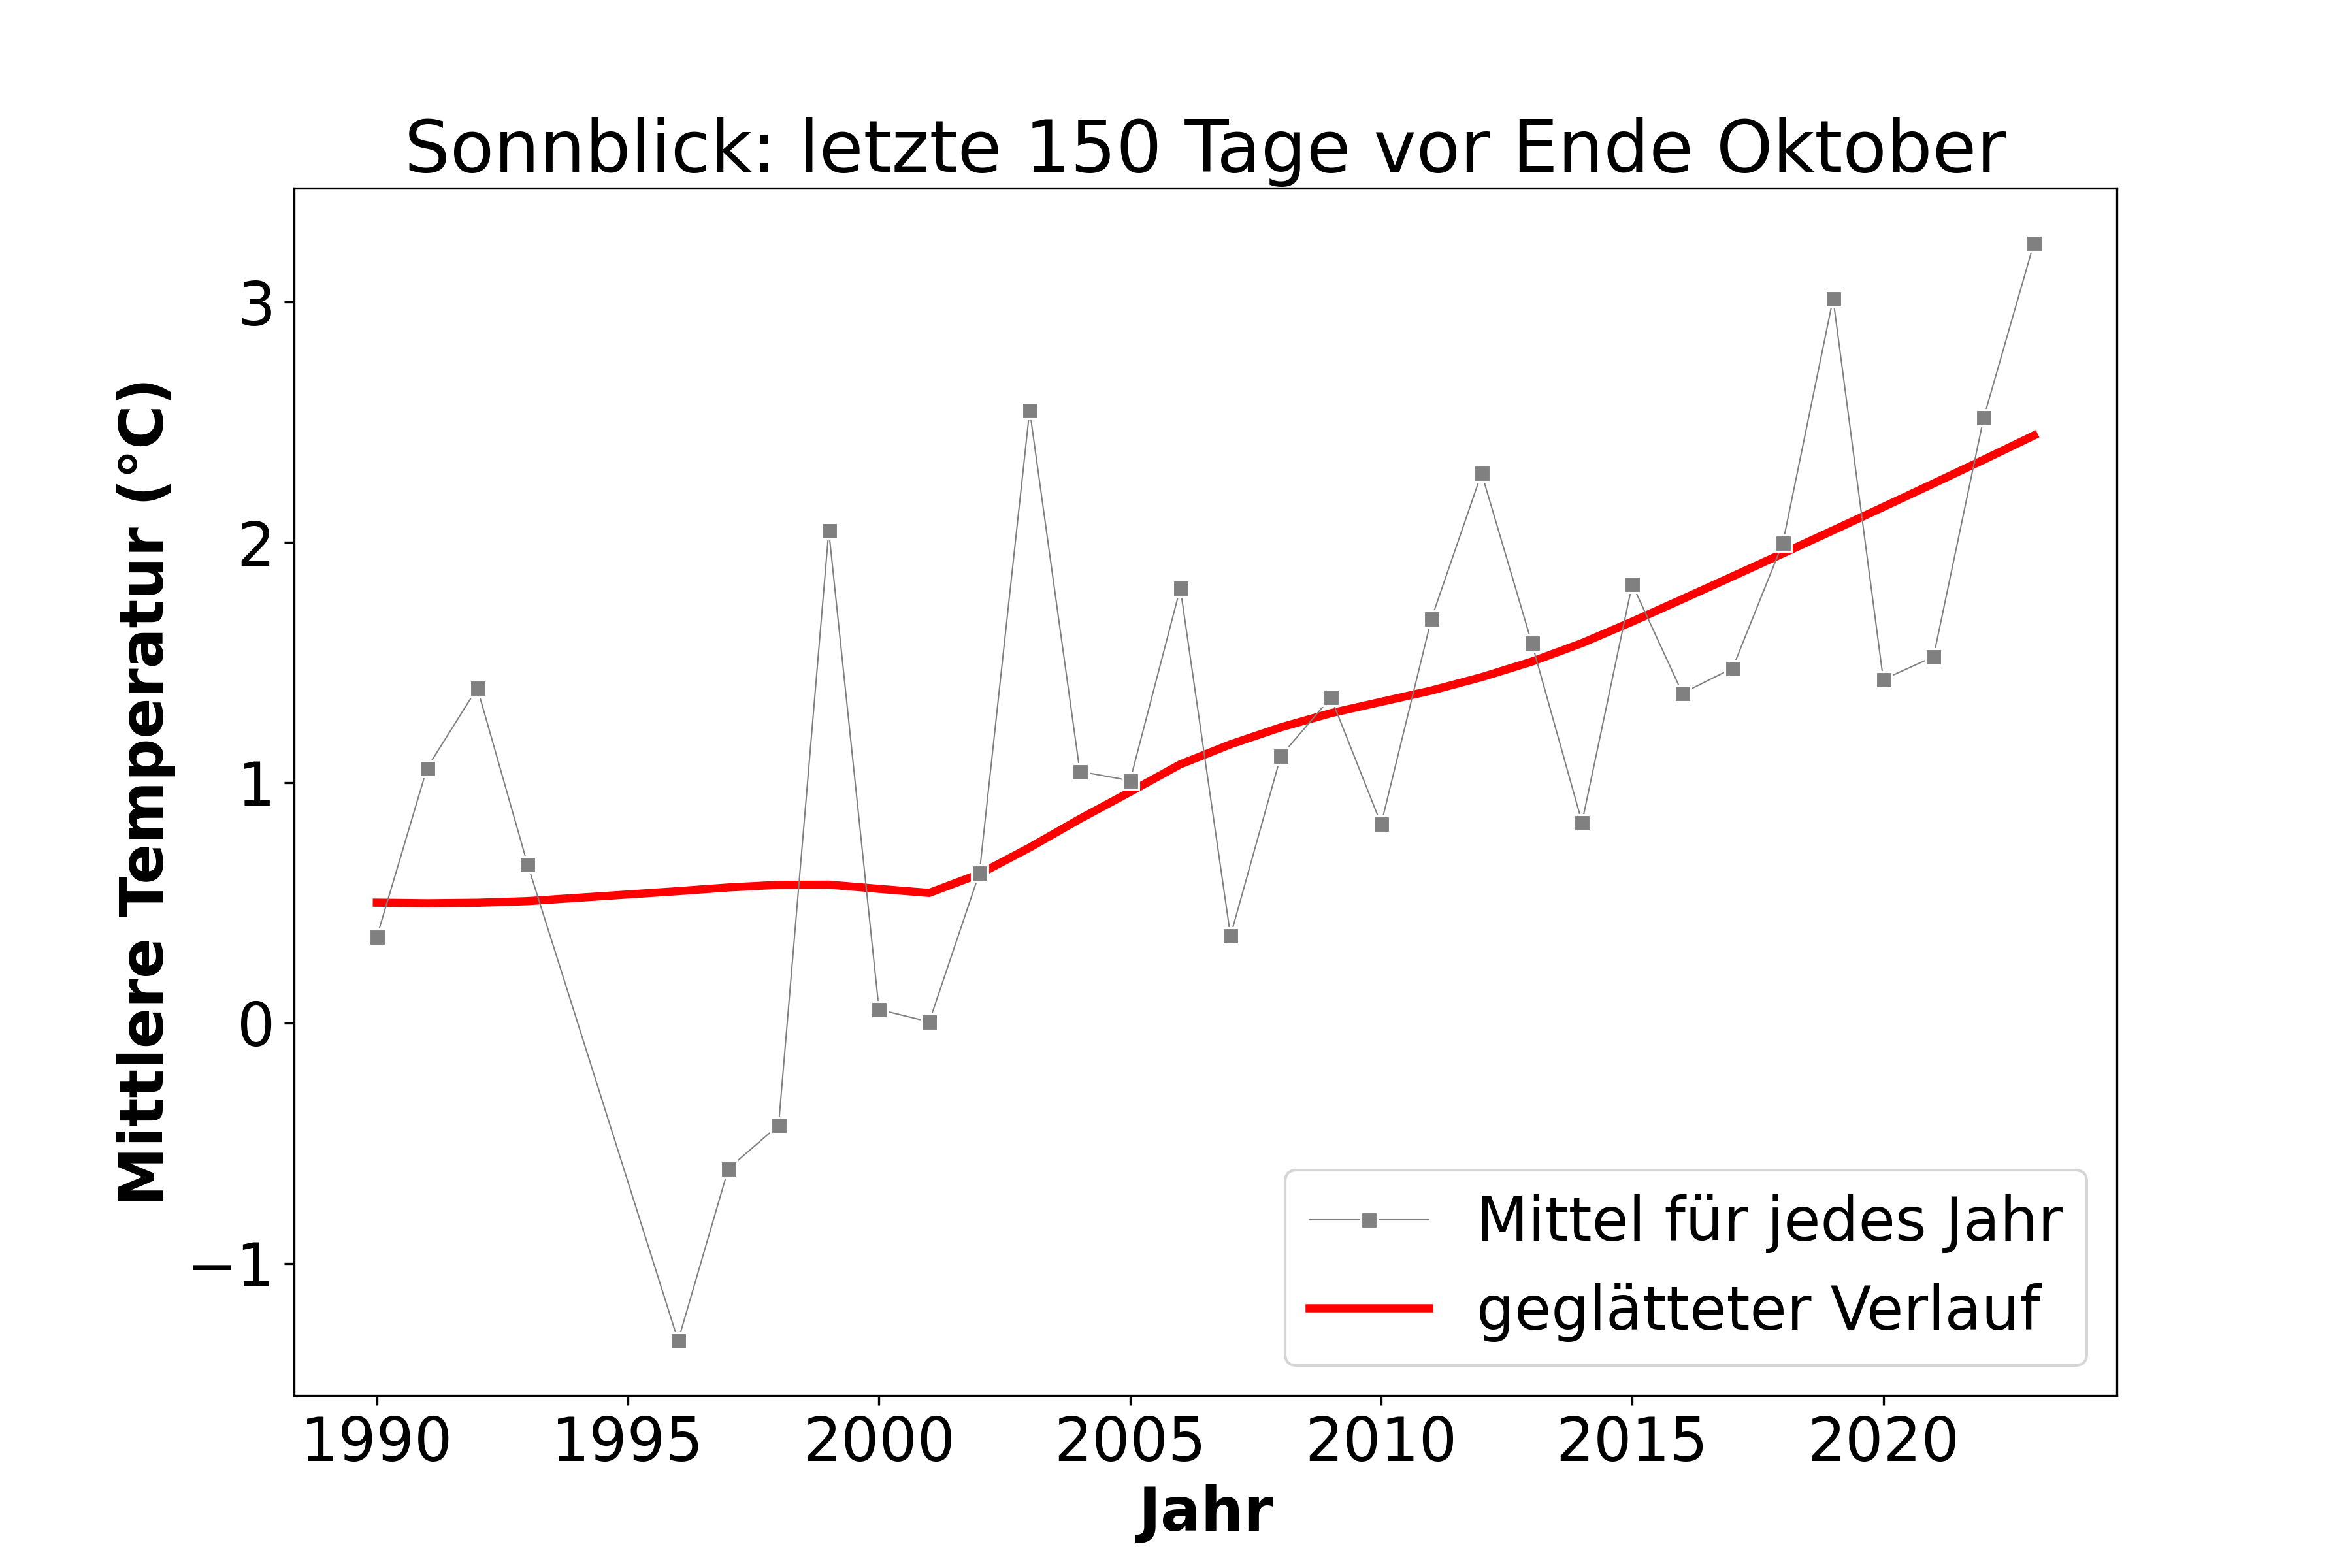 Sonnblick: letzte 150 Tage vor Ende Oktober
Mittlere Temperatur (°C)
3
2
1
0
−1
Mittel für jedes Jahr
geglätteter Verlauf
1990 1995 2000 2005 2010 2015 2020
Jahr